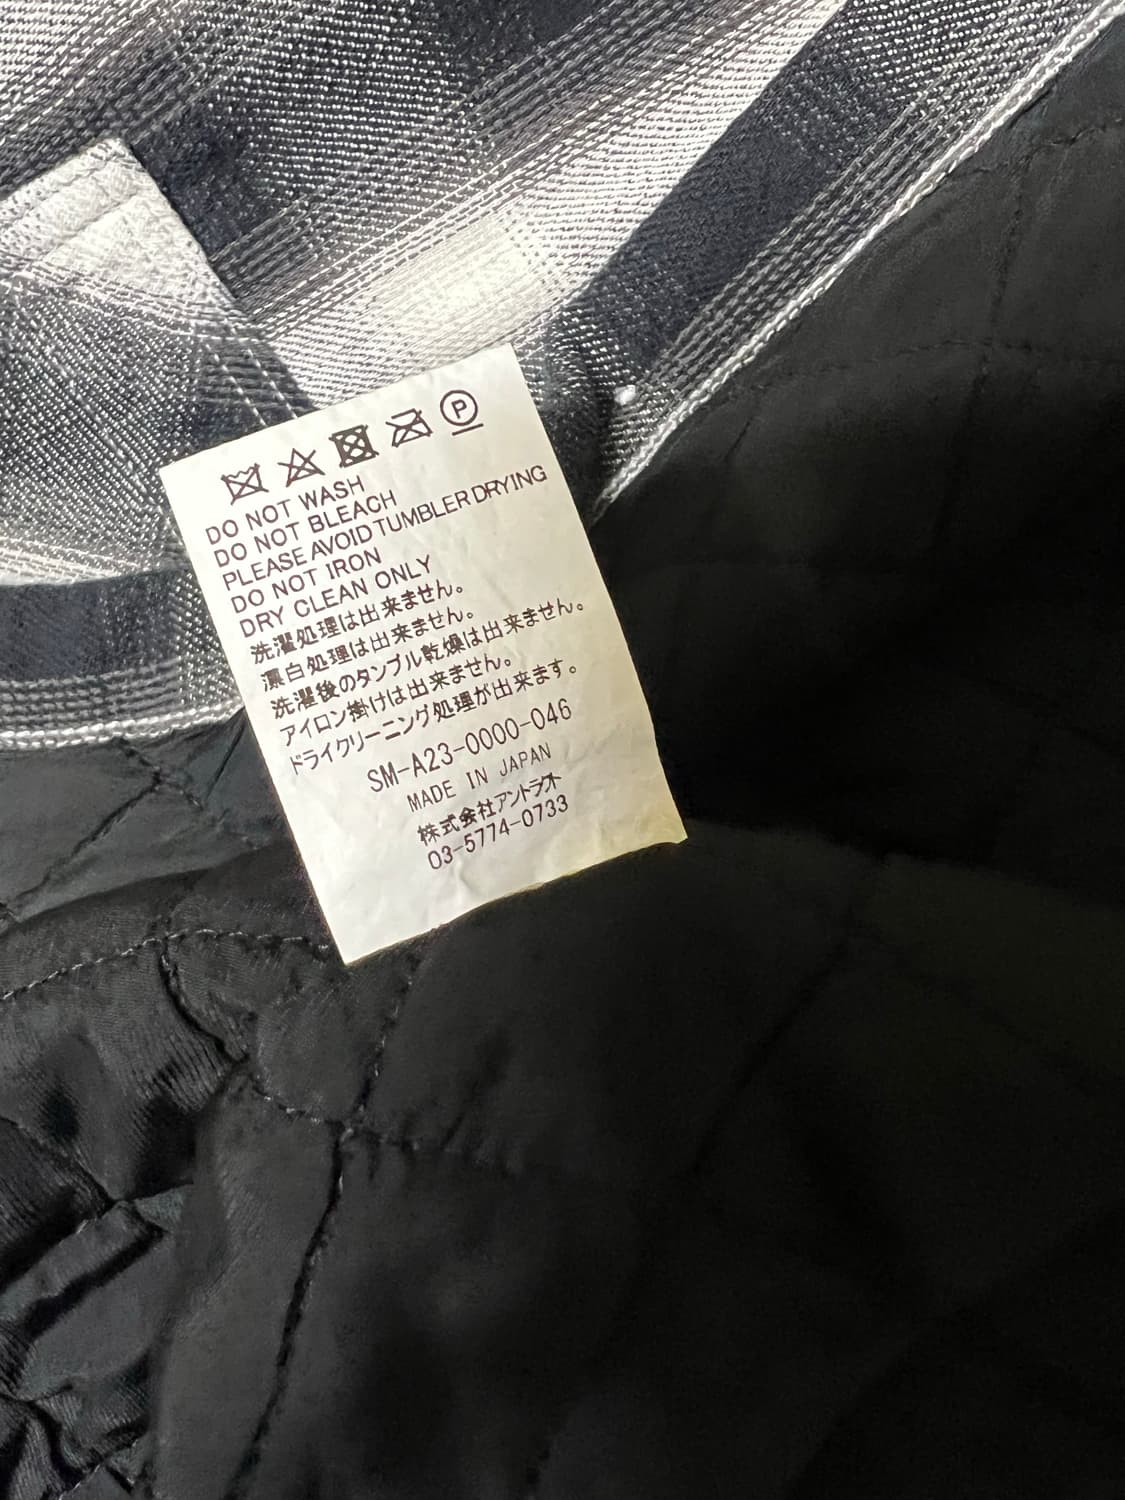 P
DO NOT WASH
DO NOT BLEACH
PLEASE AVOID TUMBLER DRYING
DO NOT IRON
DRY CLEAN ONLY
洗濯処理は出来ません。
漂白処理は出来ません。
洗濯後のタンブル乾燥は出来ません。
アイロン掛けは出来ません。
ドライクリーニング処理が出来ます。
SM-A23-0000-046
MADE IN JAPAN
株式会社アントラクト
03-5774-0733